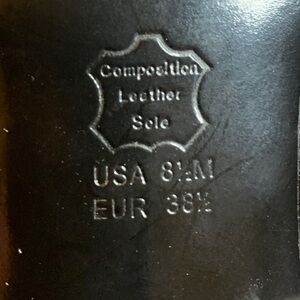 Composition
Leather
Sole
USA 8½M
EUR 38½